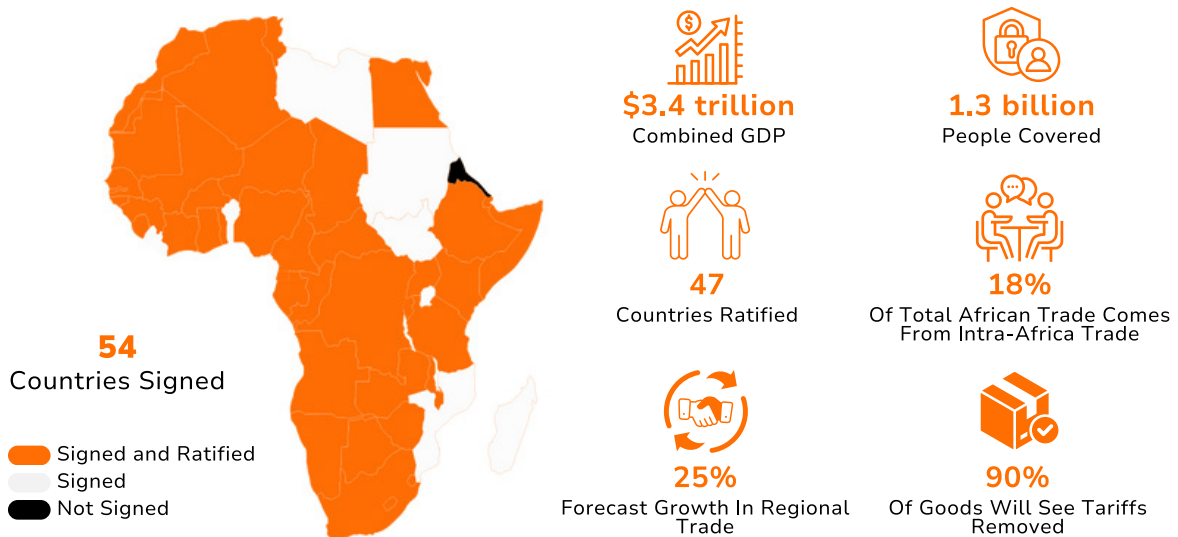 54
Countries Signed
Signed and Ratified
Signed
Not Signed
$
$3.4 trillion
Combined GDP
1.3 billion
People Covered
47
Countries Ratified
18%
Of Total African Trade Comes
From Intra-Africa Trade
25%
Forecast Growth In Regional
Trade
90%
Of Goods Will See Tariffs
Removed